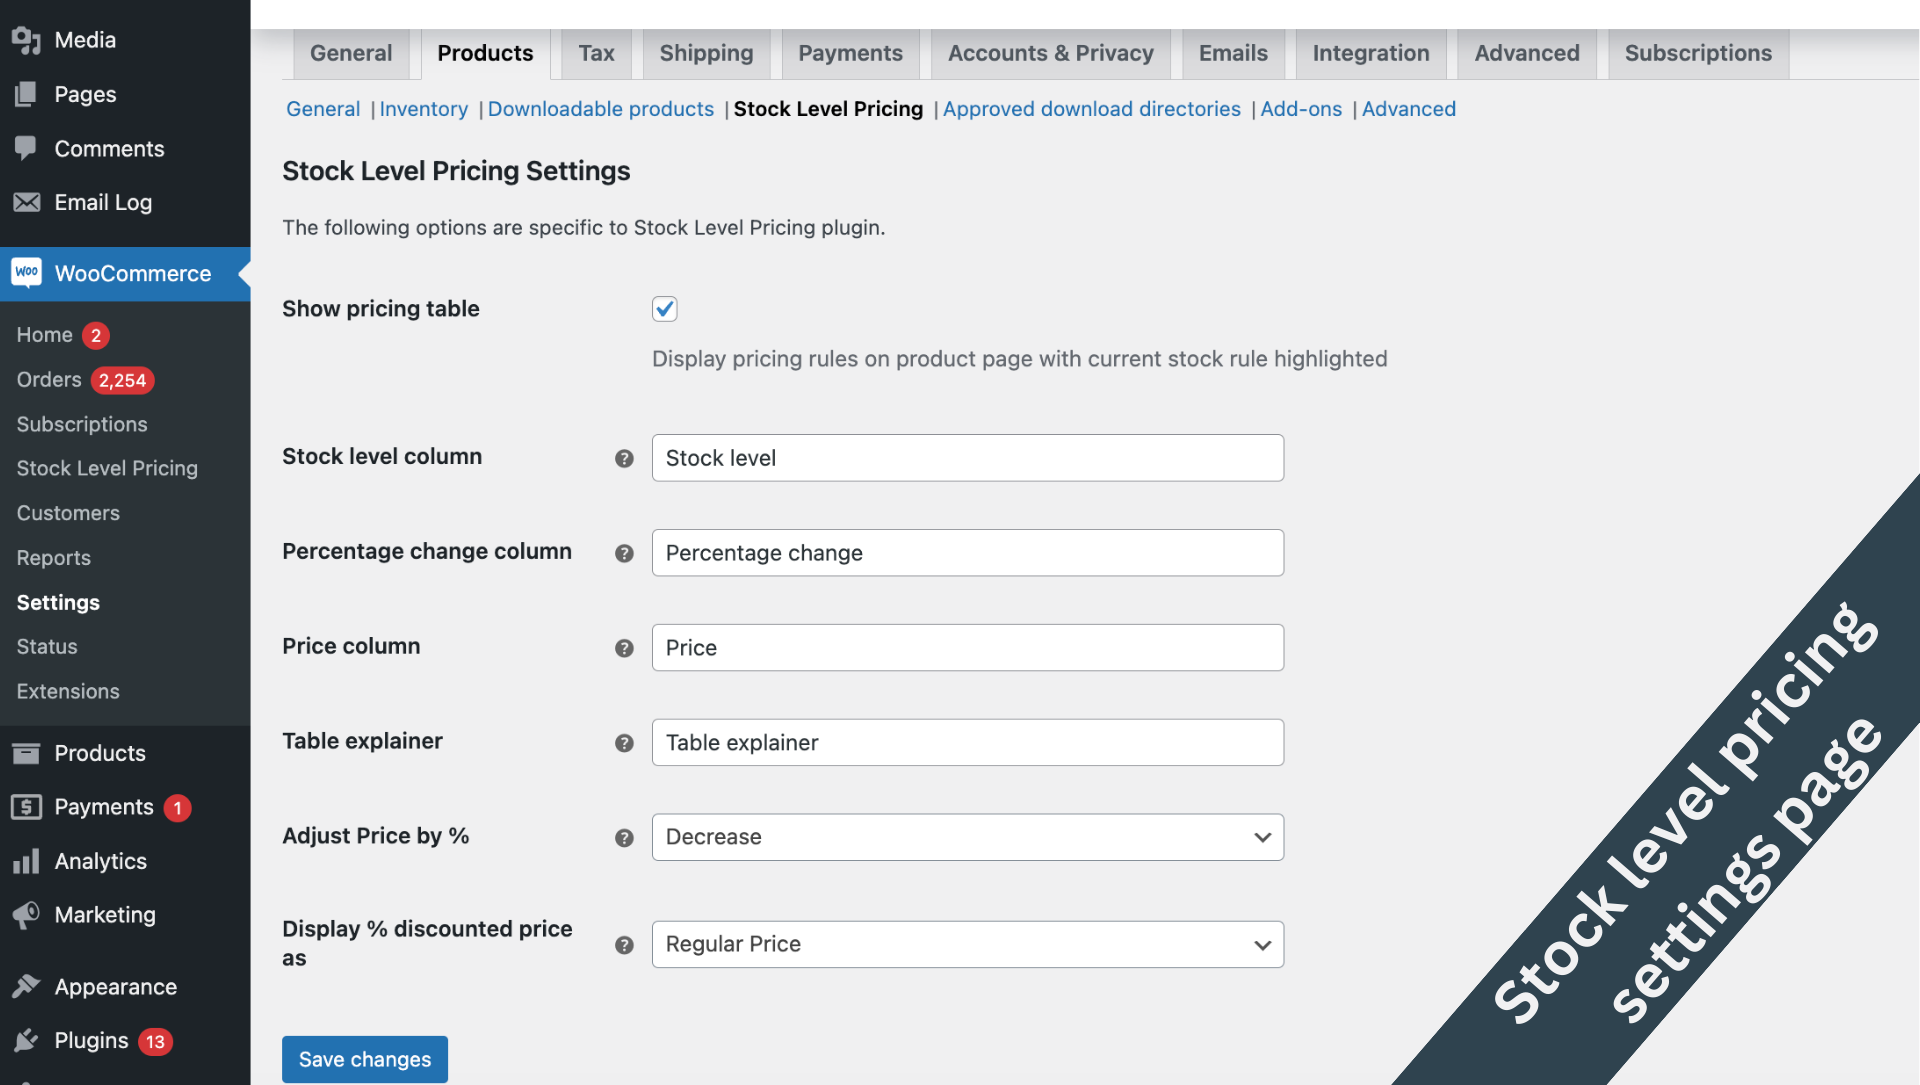 Media
Pages
Comments
Email Log
Woo WooCommerce
Home 2
Orders 2,254
Subscriptions
Stock Level Pricing
Customers
Reports
Settings
Status
Extensions
Products
Payments 1
Analytics
Marketing
Appearance
Plugins 13
General Products Tax Shipping Payments Accounts & Privacy Emails Integration Advanced Subscriptions
General | Inventory | Downloadable products | Stock Level Pricing | Approved download directories | Add-ons | Advanced
Stock Level Pricing Settings
The following options are specific to Stock Level Pricing plugin.
Show pricing table
Display pricing rules on product page with current stock rule highlighted
Stock level column ? Stock level
Percentage change column ? Percentage change
Price column ? Price
Table explainer ? Table explainer
Adjust Price by % ? Decrease
Display % discounted price
as ? Regular Price
Save changes
Stock level pricing
settings page